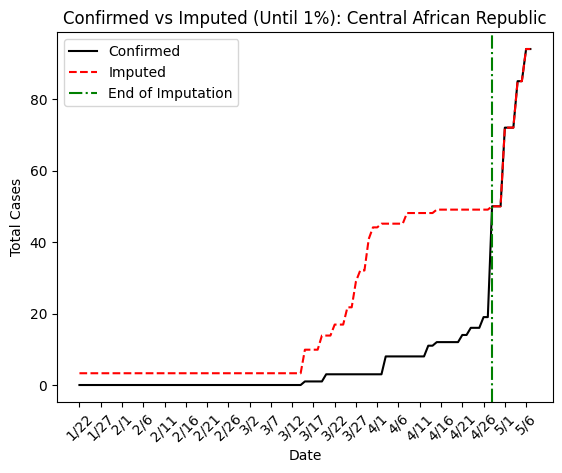 Confirmed vs Imputed (Until 1%): Central African Republic
Confirmed
Imputed
End of Imputation
Total Cases
80
60
40
20
0
1/22 1/27 2/1 2/6 2/11 2/16 2/21 2/26 3/2 3/7 3/12 3/17 3/22 3/27 4/1 4/6 4/11 4/16 4/21 4/26 5/1 5/6
Date